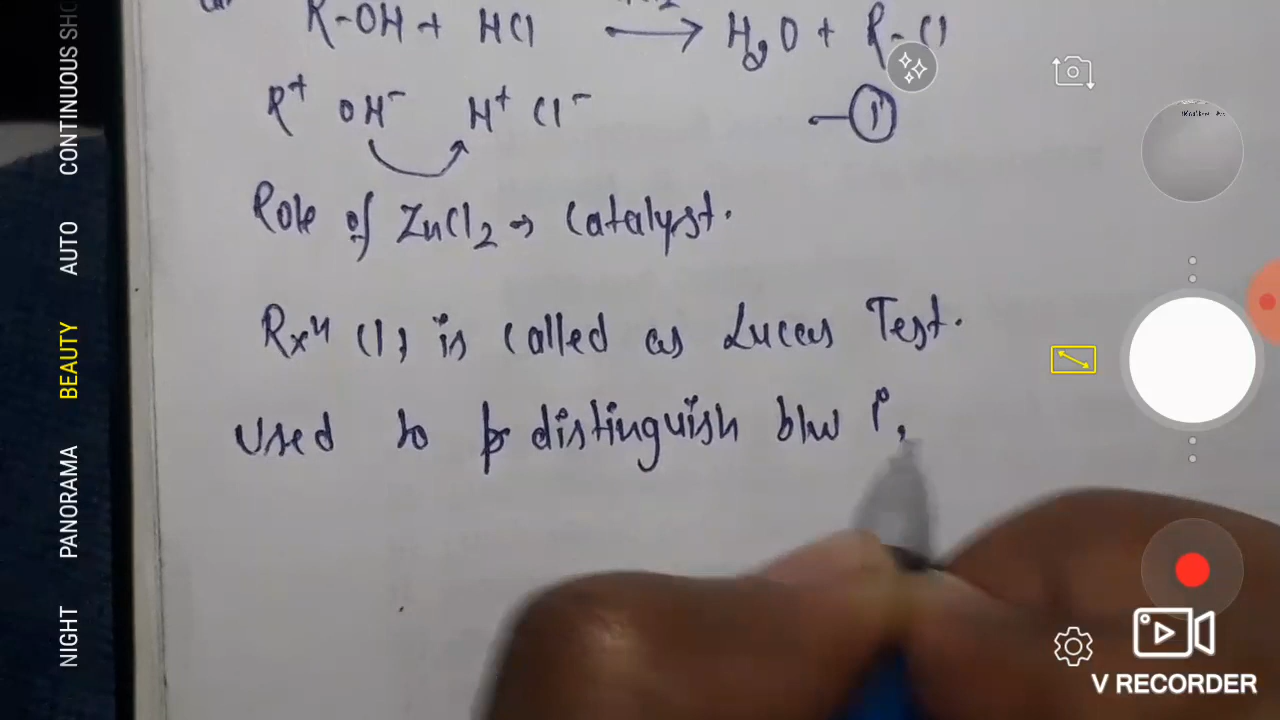 R-OH + HCl ⟶ H2O + R-Cl
R+ OH- H+ Cl- -①
Role of ZnCl2 → Catalyst.
Rxn (1) is called as Lucas Test.
Used to distinguish b/w 1°,
CONTINUOUS SHO
AUTO
BEAUTY
PANORAMA
NIGHT
V RECORDER